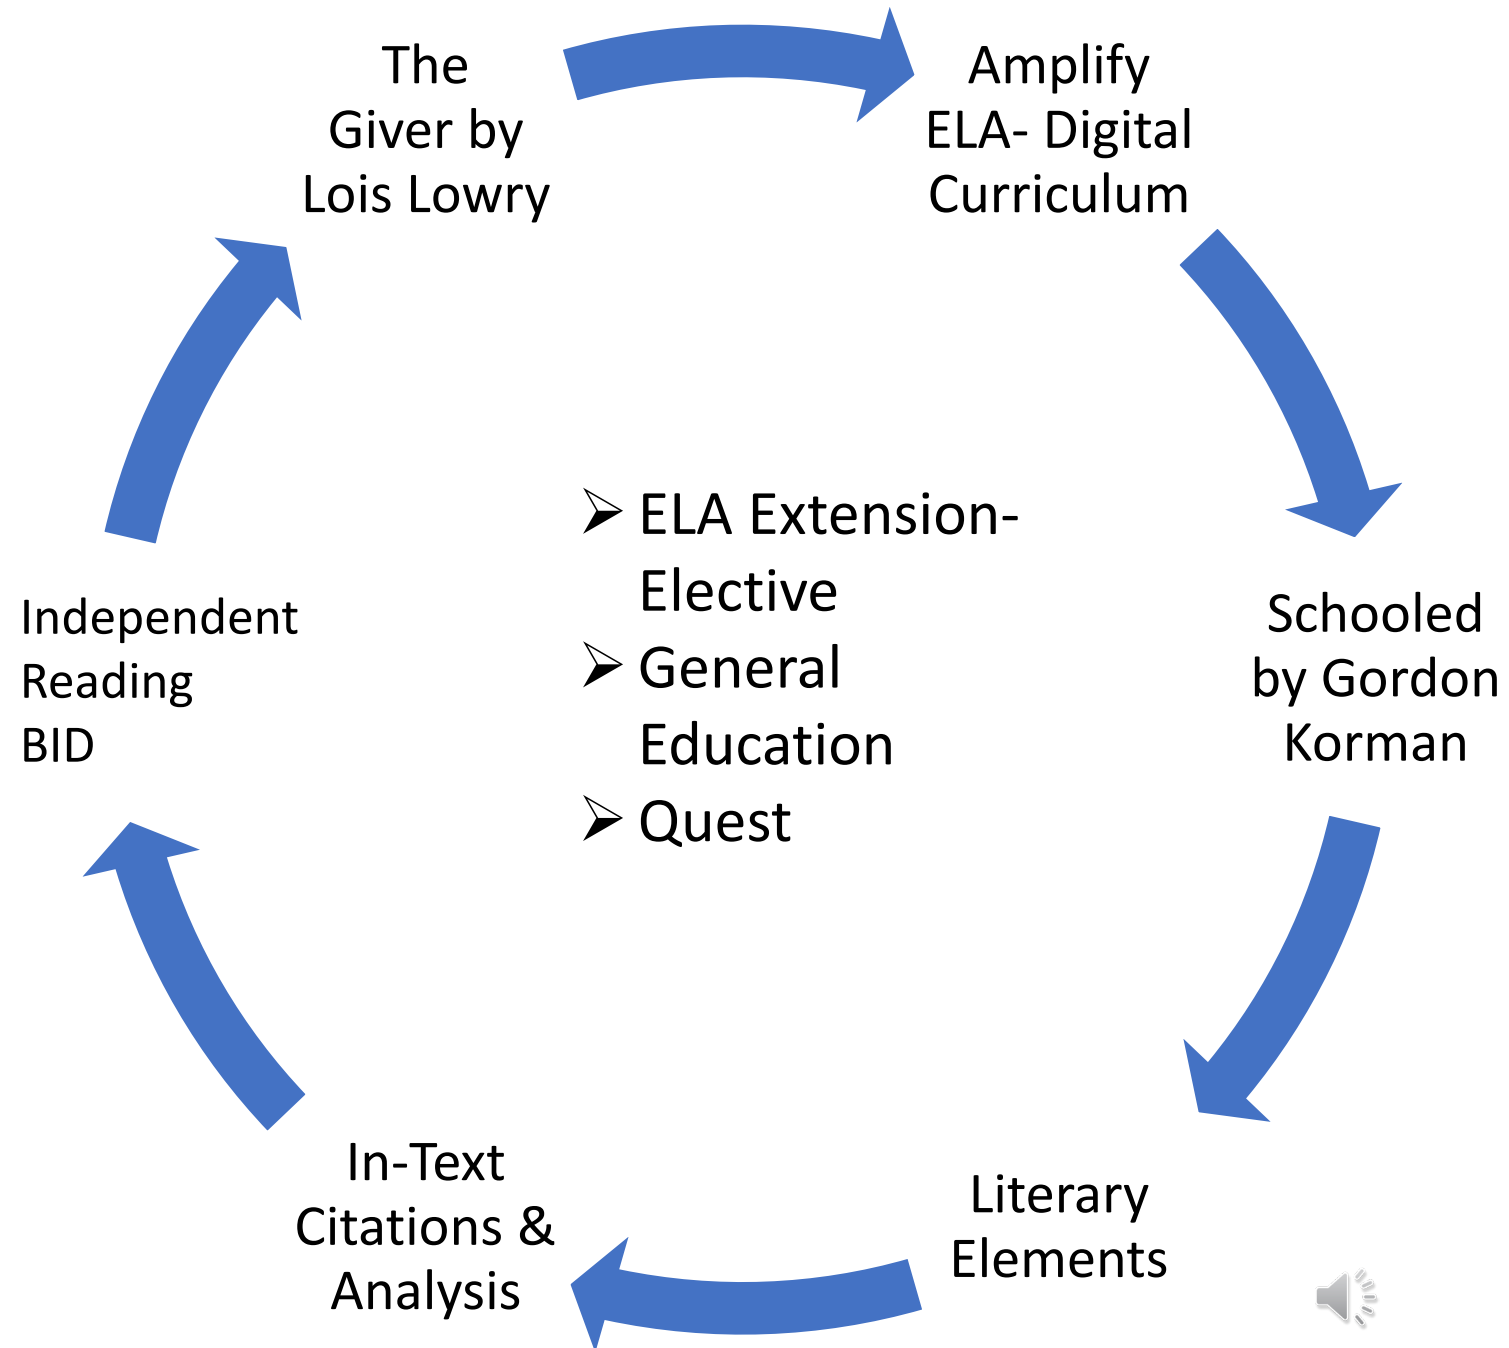 The
Giver by
Lois Lowry
Amplify
ELA- Digital
Curriculum
Schooled
by Gordon
Korman
Literary
Elements
In-Text
Citations &
Analysis
Independent
Reading
BID
ELA Extension-
Elective
General
Education
Quest